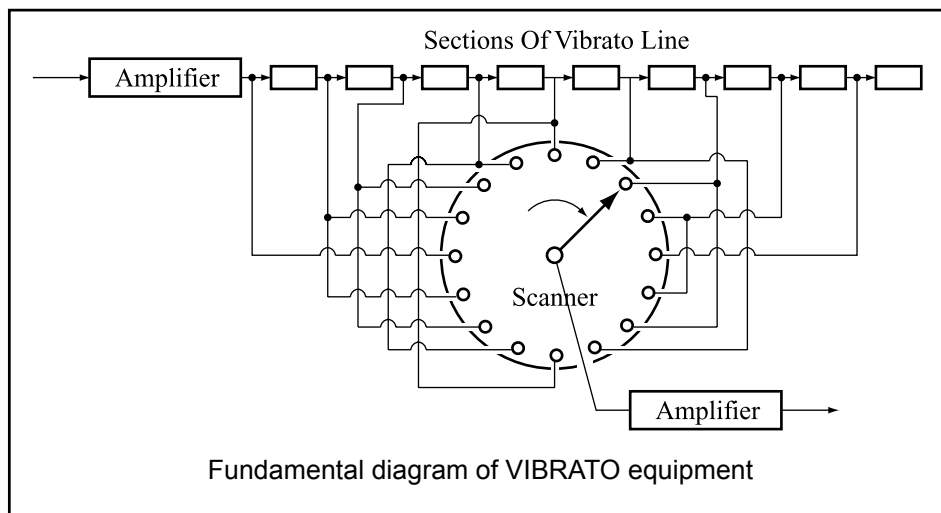 Sections Of Vibrato Line
Amplifier
Scanner
Amplifier
Fundamental diagram of VIBRATO equipment